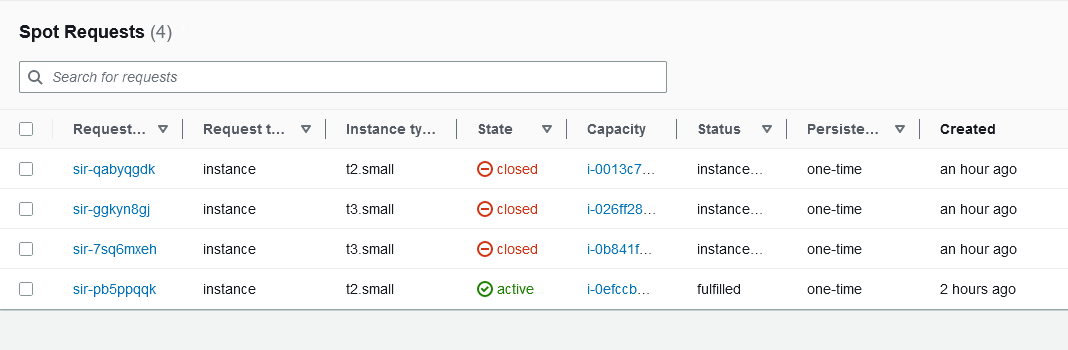 Spot Requests (4)
Search for requests
Request... Request t... Instance ty... State Capacity Status Persiste... Created
sir-qabyqgdk instance t2.small closed i-0013c7... instance... one-time an hour ago
sir-ggkyn8gj instance t3.small closed i-026ff28... instance... one-time an hour ago
sir-7sq6mxeh instance t3.small closed i-0b841f... instance... one-time an hour ago
sir-pb5ppqqk instance t2.small active i-0efccb... fulfilled one-time 2 hours ago